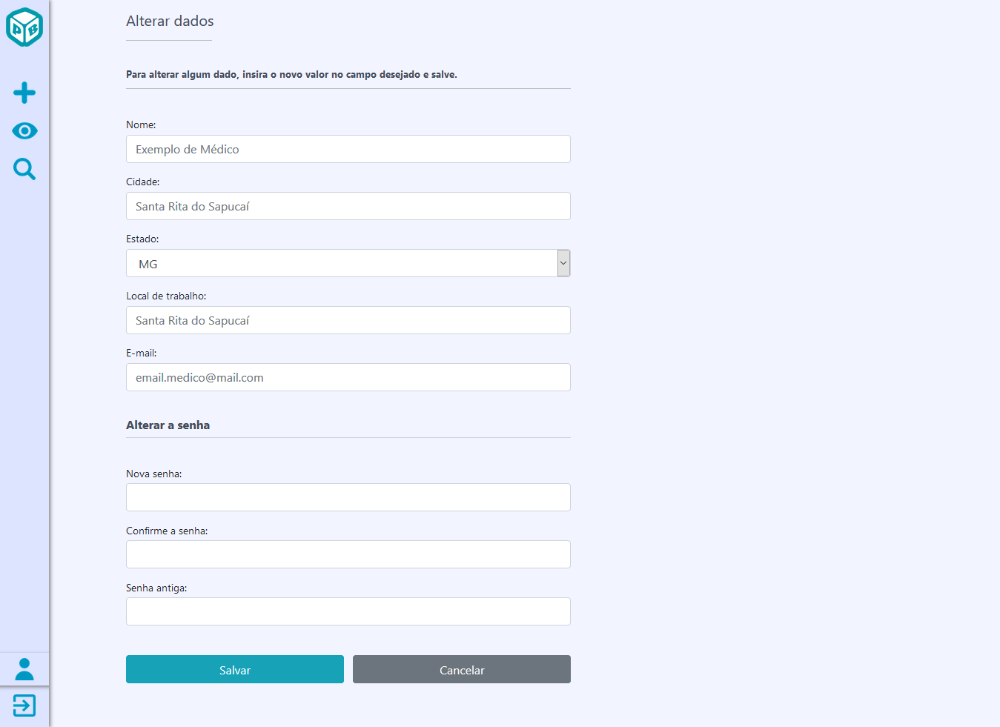 Alterar dados
Para alterar algum dado, insira o novo valor no campo desejado e salve.
Nome:
Exemplo de Médico
Cidade:
Santa Rita do Sapucaí
Estado:
MG
Local de trabalho:
Santa Rita do Sapucaí
E-mail:
email.medico@mail.com
Alterar a senha
Nova senha:
Confirme a senha:
Senha antiga:
Salvar
Cancelar